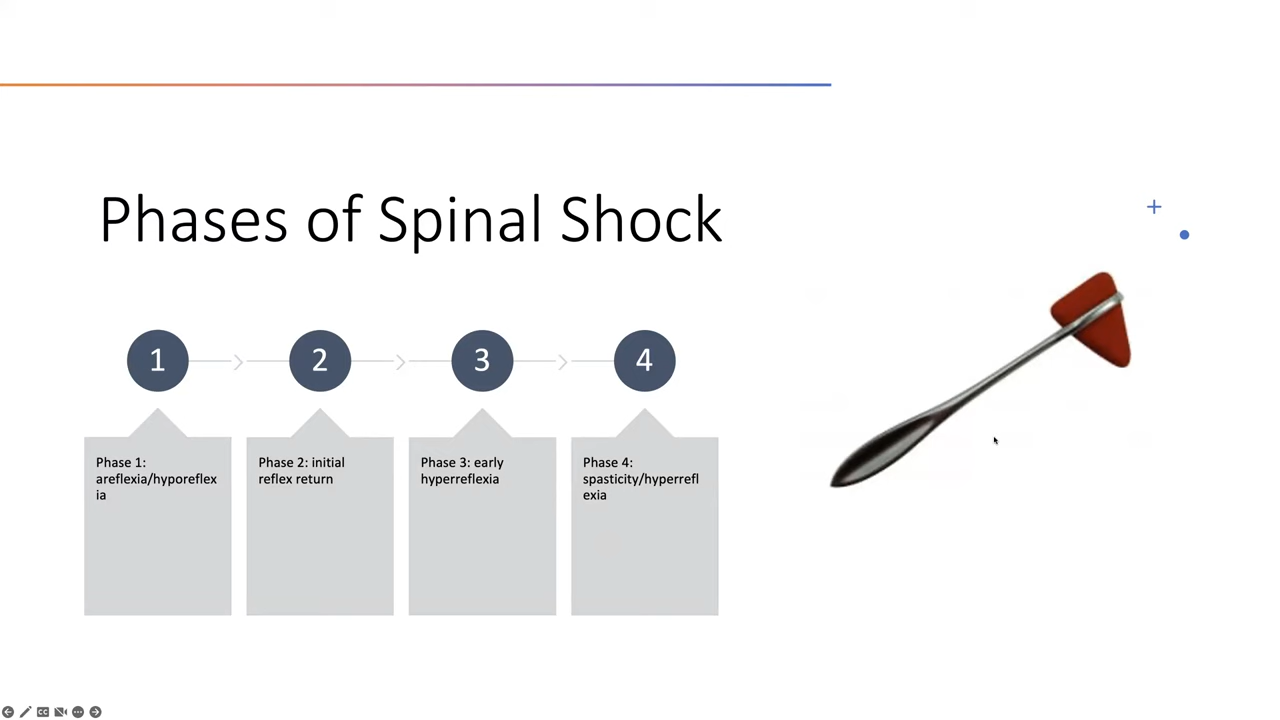 Phases of Spinal Shock
1
2
3
4
Phase 1:
areflexia/hyporeflex
ia
Phase 2: initial
reflex return
Phase 3: early
hyperreflexia
Phase 4:
spasticity/hyperrefl
exia
CC